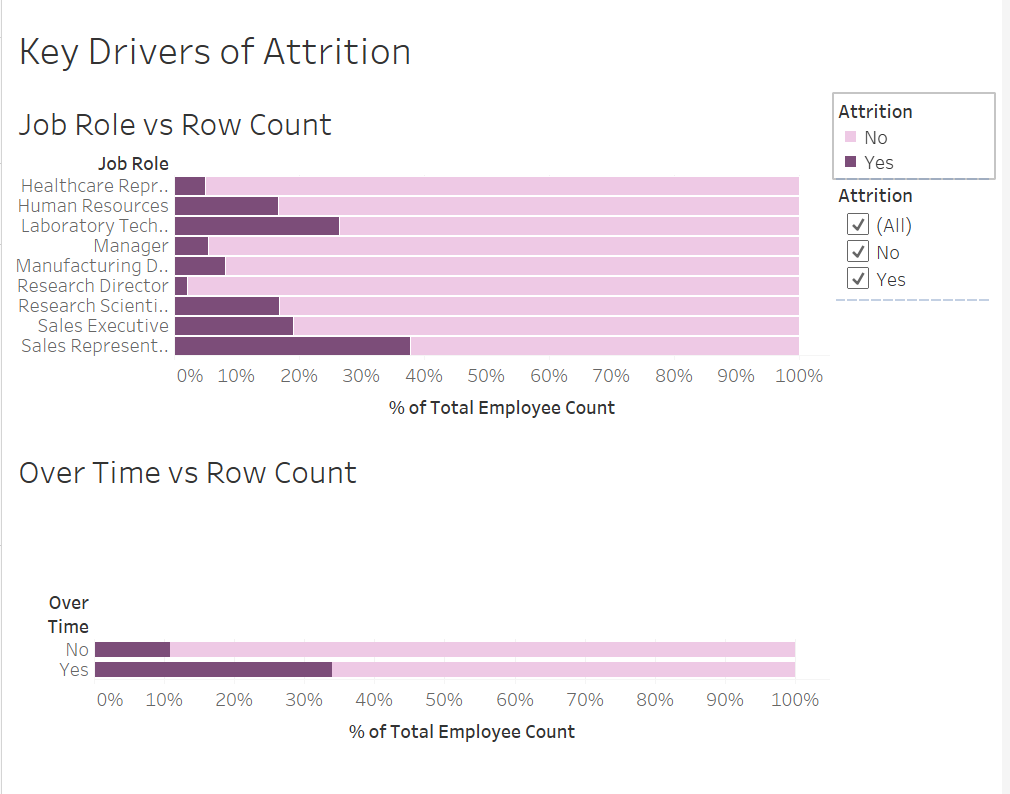 Key Drivers of Attrition
Job Role vs Row Count
Job Role
Healthcare Repr..
Human Resources
Laboratory Tech..
Manager
Manufacturing D..
Research Director
Research Scienti..
Sales Executive
Sales Represent..
0% 10% 20% 30% 40% 50% 60% 70% 80% 90% 100%
% of Total Employee Count
Attrition
No
Yes
Attrition
(All)
No
Yes
Over Time vs Row Count
Over
Time
No
Yes
0% 10% 20% 30% 40% 50% 60% 70% 80% 90% 100%
% of Total Employee Count